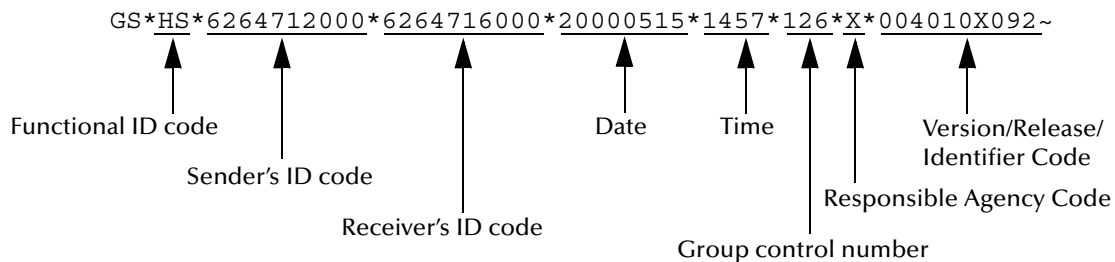 GS*HS*6264712000*6264716000*20000515*1457*126*X*004010X092~
Functional ID code
Date
Time
Version/Release/
Identifier Code
Sender's ID code
Responsible Agency Code
Receiver's ID code
Group control number